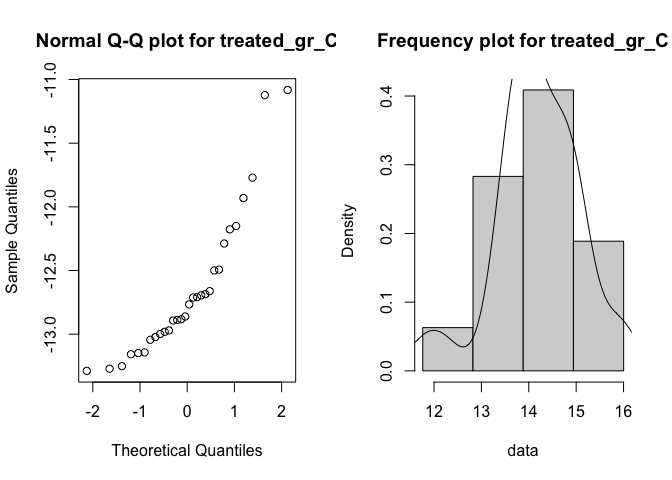 Normal Q-Q plot for treated_gr_C
Sample Quantiles
-11.0
-11.5
-12.0
-12.5
-13.0
-2 -1 0 1 2
Theoretical Quantiles
Frequency plot for treated_gr_C
Density
0.4
0.3
0.2
0.1
0.0
12 13 14 15 16
data